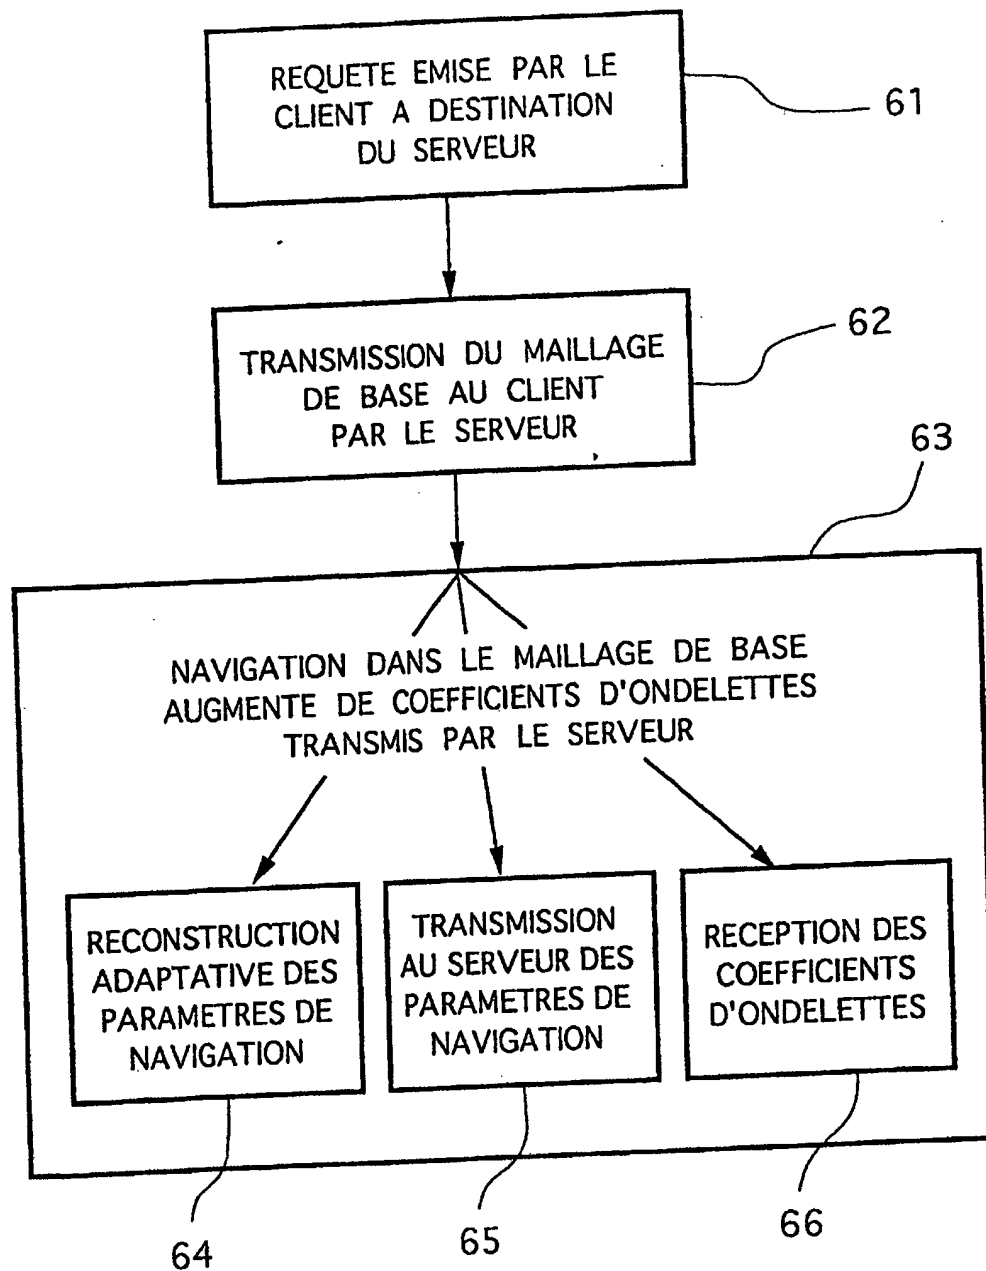 REQUETE EMISE PAR LE
CLIENT A DESTINATION
DU SERVEUR
61
TRANSMISSION DU MAILLAGE
DE BASE AU CLIENT
PAR LE SERVEUR
62
63
NAVIGATION DANS LE MAILLAGE DE BASE
AUGMENTE DE COEFFICIENTS D'ONDELETTES
TRANSMIS PAR LE SERVEUR
RECONSTRUCTION
ADAPTATIVE DES
PARAMETRES DE
NAVIGATION
TRANSMISSION
AU SERVEUR DES
PARAMETRES DE
NAVIGATION
RECEPTION DES
COEFFICIENTS
D'ONDELETTES
64
65
66